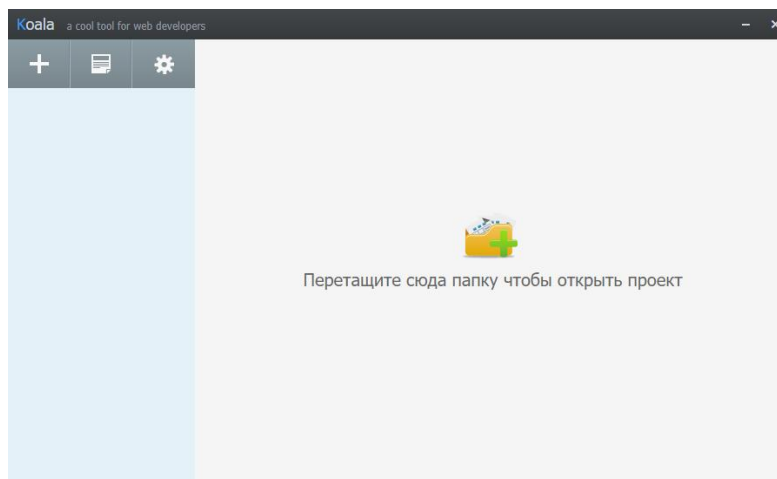 Koala a cool tool for web developers
Перетащите сюда папку чтобы открыть проект